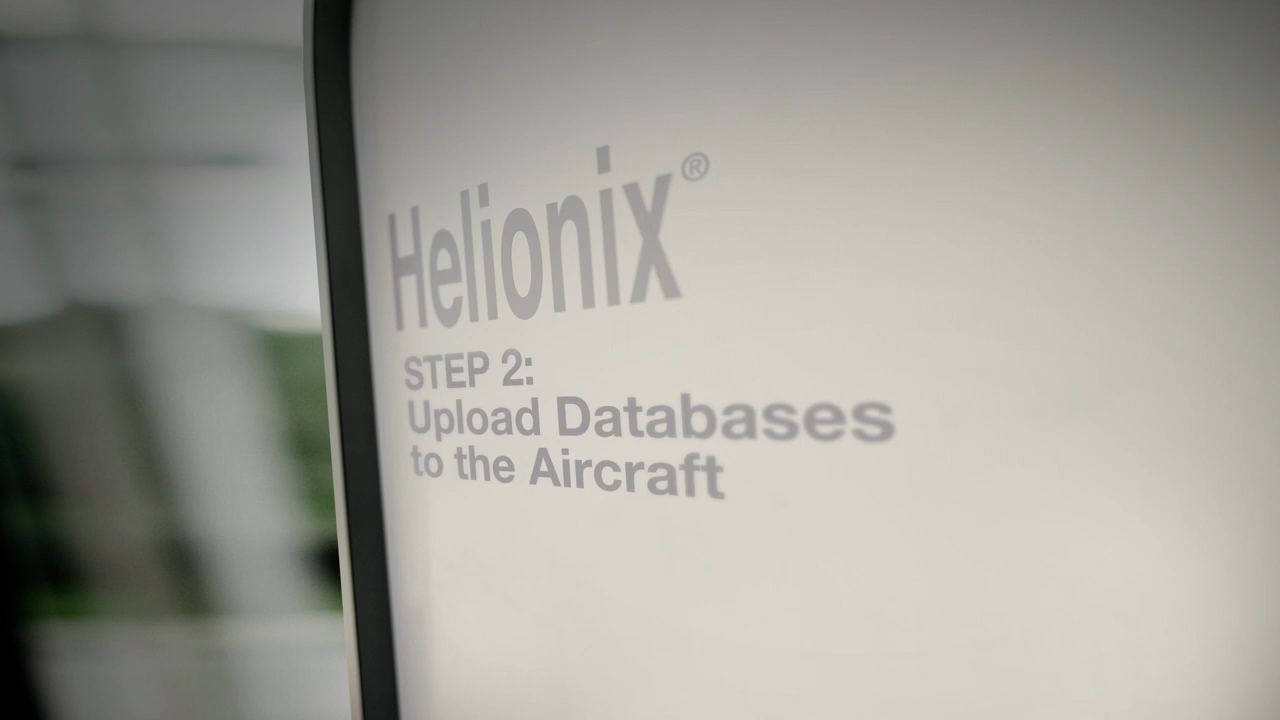 Helionix®
STEP 2:
Upload Databases
to the Aircraft